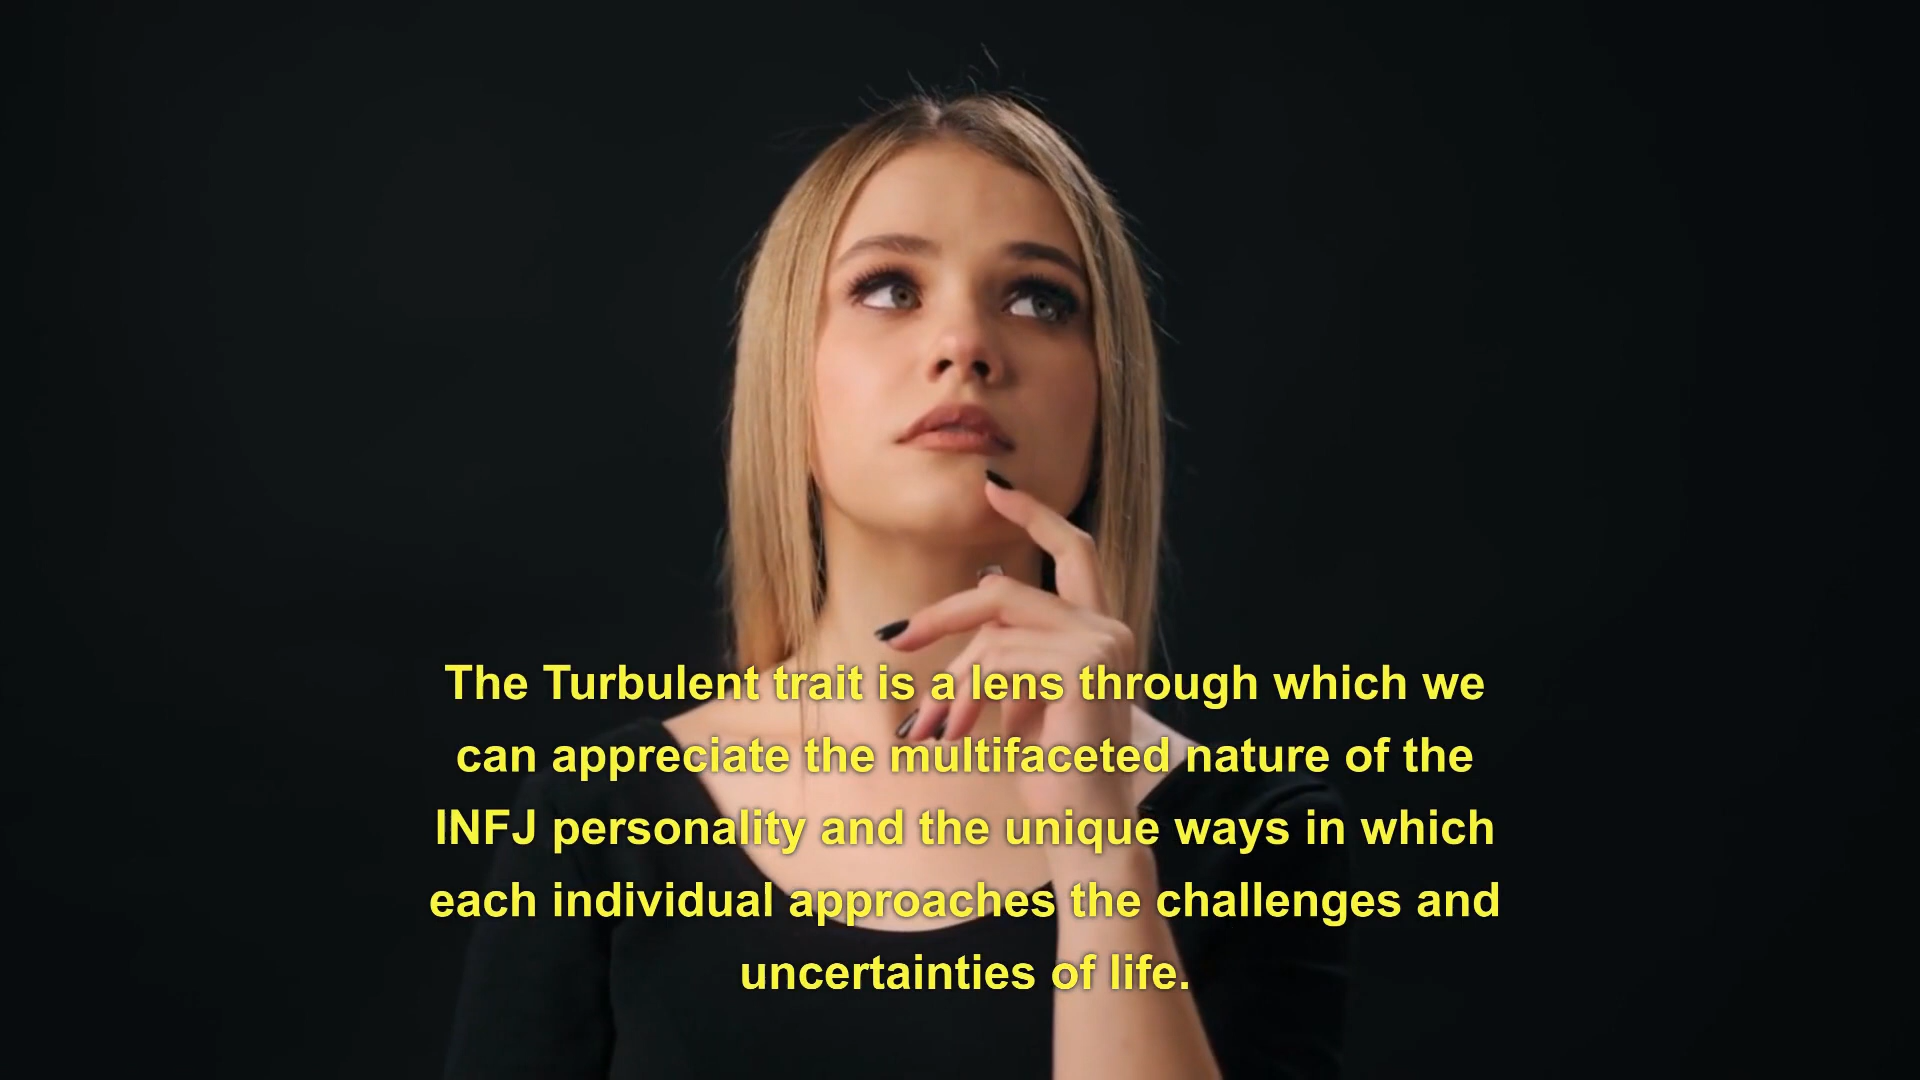 The Turbulent trait is a lens through which we
can appreciate the multifaceted nature of the
INFJ personality and the unique ways in which
each individual approaches the challenges and
uncertainties of life.